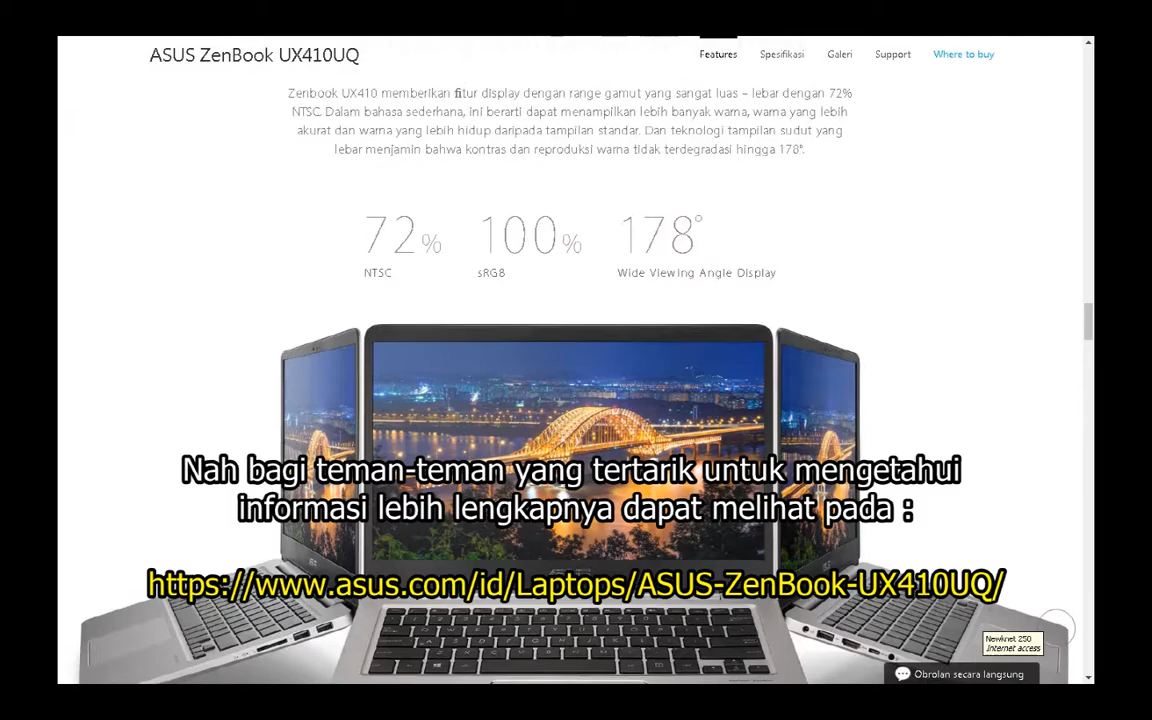 ASUS ZenBook UX410UQ
Features Spesifikasi Galeri Support Where to buy
Zenbook UX410 memberikan fitur display dengan range gamut yang sangat luas – lebar dengan 72%
NTSC. Dalam bahasa sederhana, ini berarti dapat menampilkan lebih banyak warna, warna yang lebih
akurat dan warna yang lebih hidup daripada tampilan standar. Dan teknologi tampilan sudut yang
lebar menjamin bahwa kontras dan reproduksi warna tidak terdegradasi hingga 178°.
72% 100% 178°
NTSC sRGB Wide Viewing Angle Display
Nah bagi teman-teman yang tertarik untuk mengetahui
informasi lebih lengkapnya dapat melihat pada :
https://www.asus.com/id/Laptops/ASUS-ZenBook-UX410UQ/
Newknet 250
Internet access
Obrolan secara langsung